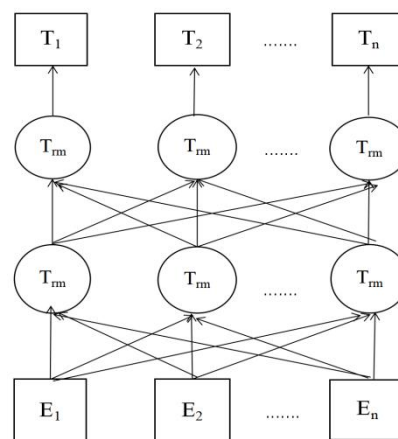 T₁ T₂ ....... Tₙ
Tᵣₘ Tᵣₘ ....... Tᵣₘ
Tᵣₘ Tᵣₘ ....... Tᵣₘ
E₁ E₂ ....... Eₙ